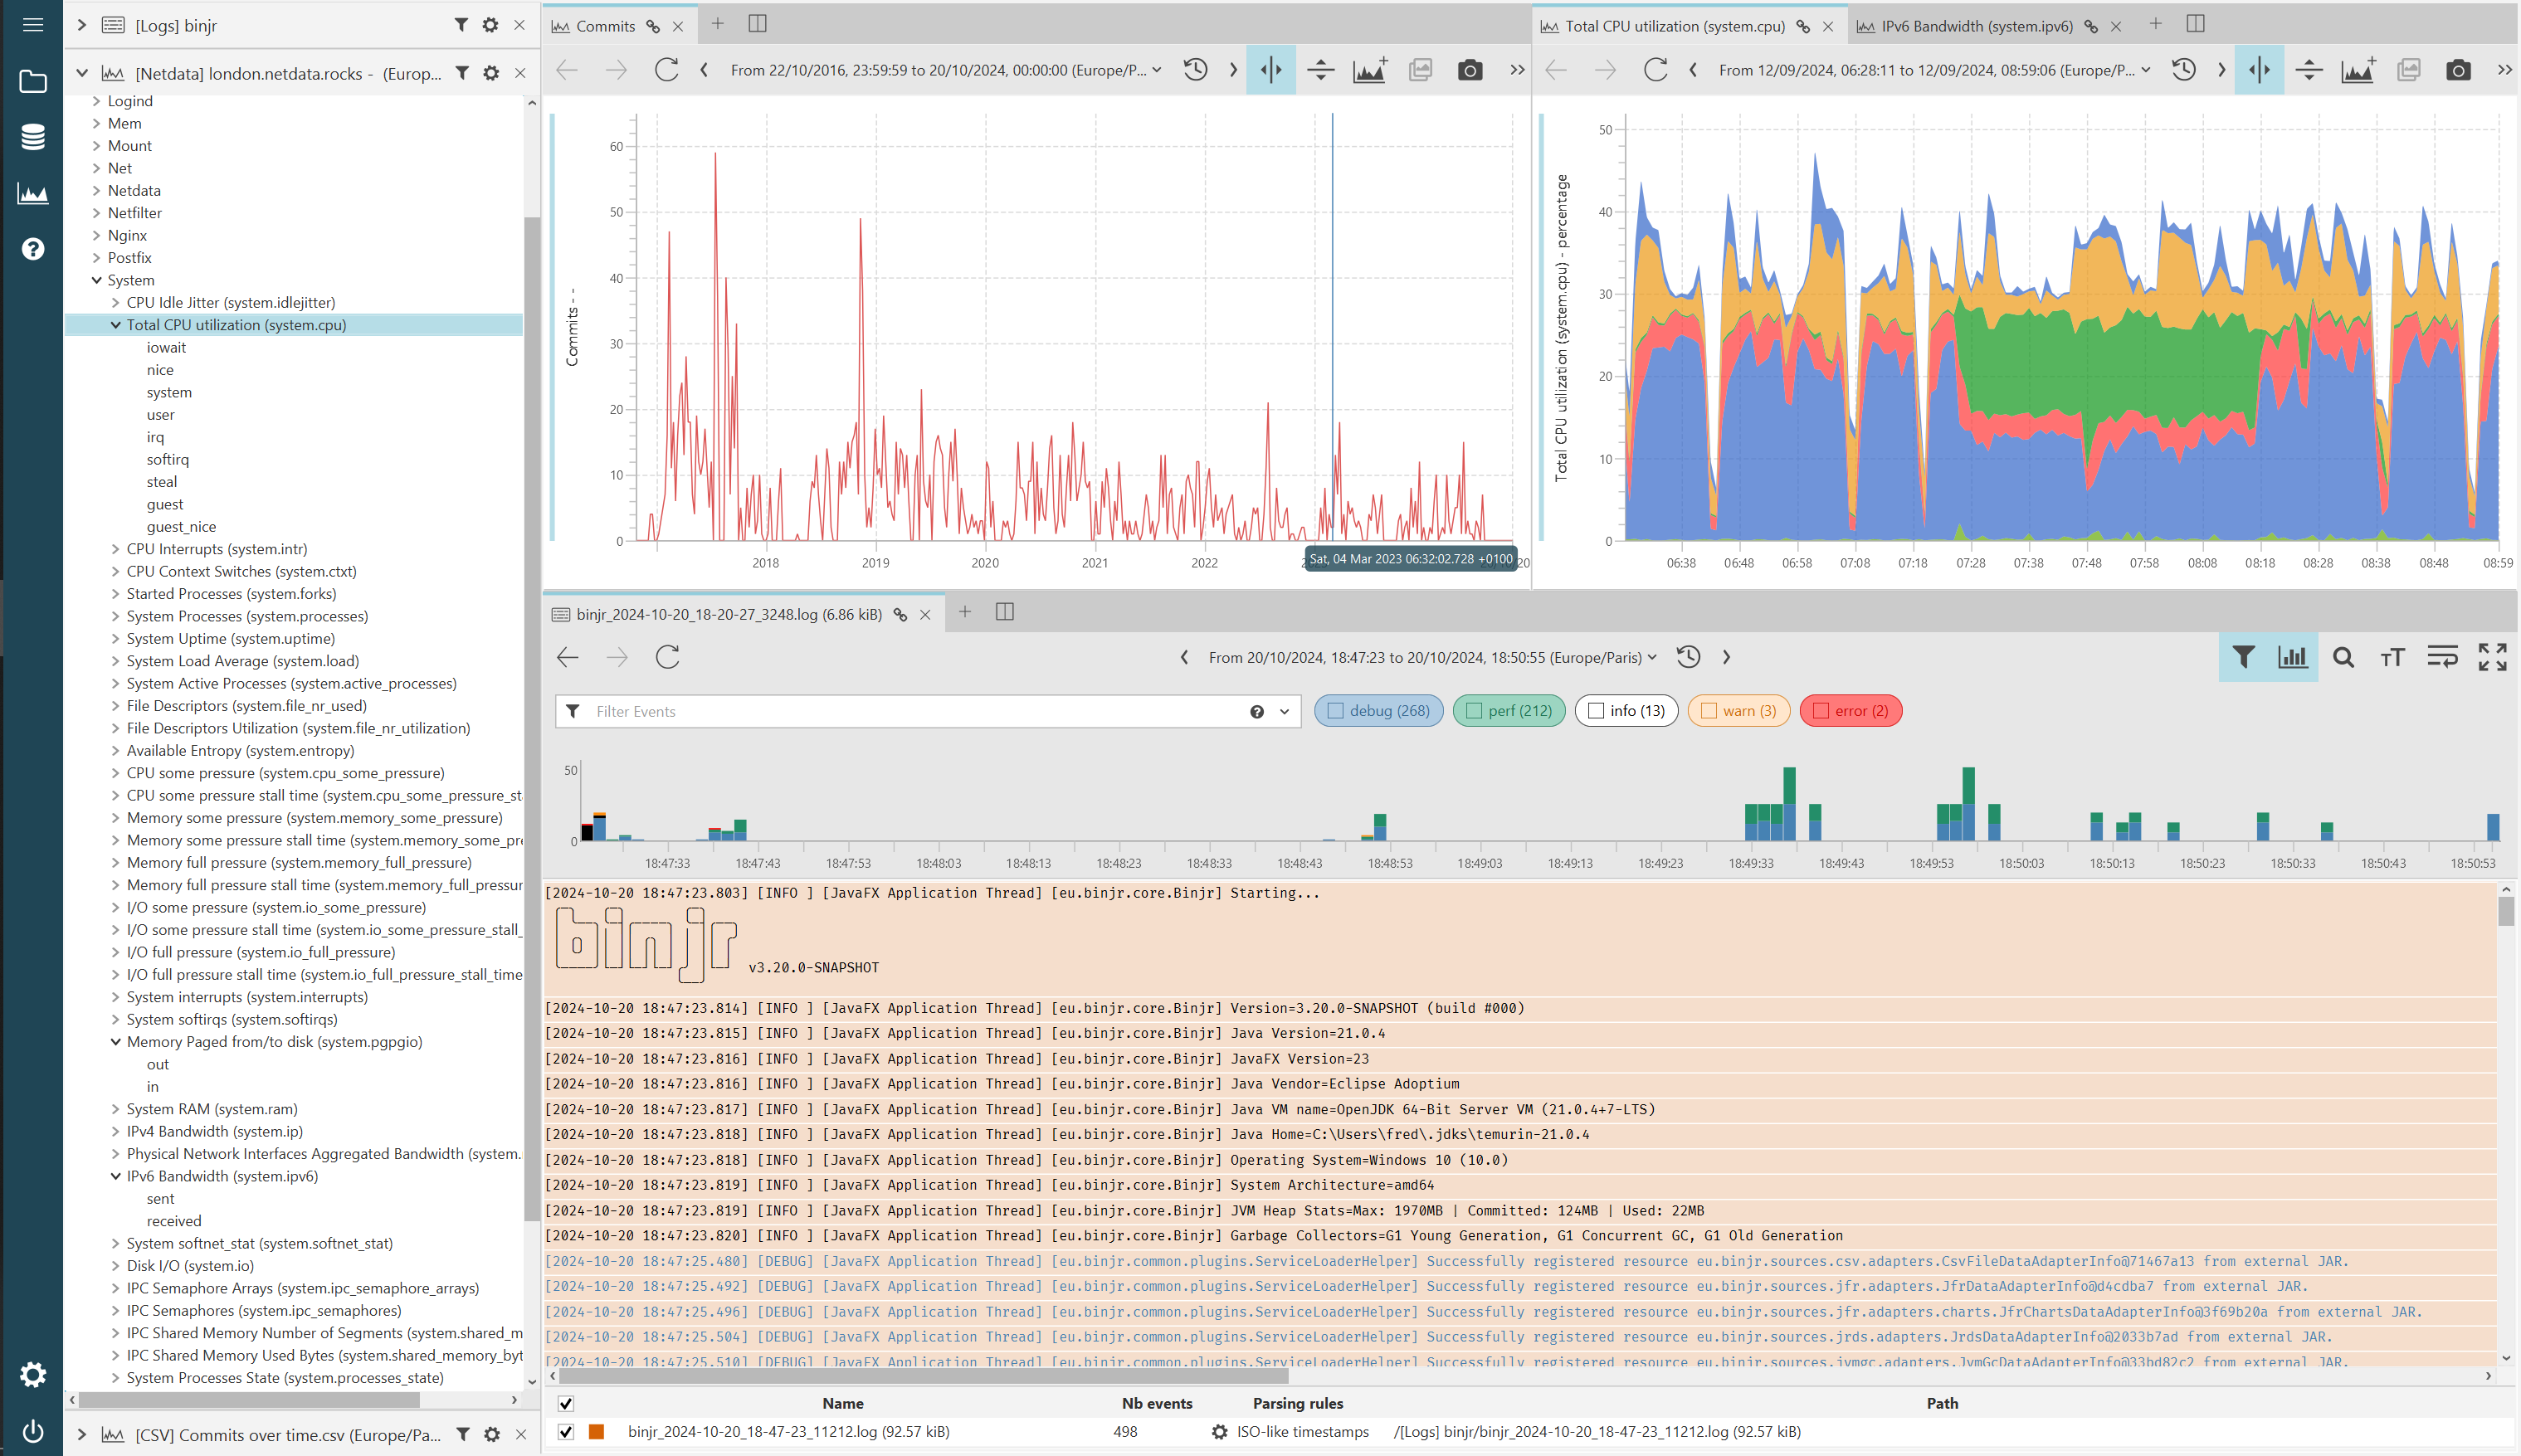 [Logs] binjr
[Netdata] london.netdata.rocks - (Europ...
Logind
Mem
Mount
Net
Netdata
Netfilter
Nginx
Postfix
System
CPU Idle Jitter (system.idlejitter)
Total CPU utilization (system.cpu)
iowait
nice
system
user
irq
softirq
steal
guest
guest_nice
CPU Interrupts (system.intr)
CPU Context Switches (system.ctxt)
Started Processes (system.forks)
System Processes (system.processes)
System Uptime (system.uptime)
System Load Average (system.load)
System Active Processes (system.active_processes)
File Descriptors (system.file_nr_used)
File Descriptors Utilization (system.file_nr_utilization)
Available Entropy (system.entropy)
CPU some pressure (system.cpu_some_pressure)
CPU some pressure stall time (system.cpu_some_pressure_st
Memory some pressure (system.memory_some_pressure)
Memory some pressure stall time (system.memory_some_pre
Memory full pressure (system.memory_full_pressure)
Memory full pressure stall time (system.memory_full_pressur
I/O some pressure (system.io_some_pressure)
I/O some pressure stall time (system.io_some_pressure_stall_
I/O full pressure (system.io_full_pressure)
I/O full pressure stall time (system.io_full_pressure_stall_time
System interrupts (system.interrupts)
System softirqs (system.softirqs)
Memory Paged from/to disk (system.pgpgio)
out
in
System RAM (system.ram)
IPv4 Bandwidth (system.ip)
Physical Network Interfaces Aggregated Bandwidth (system.
IPv6 Bandwidth (system.ipv6)
sent
received
System softnet_stat (system.softnet_stat)
Disk I/O (system.io)
IPC Semaphore Arrays (system.ipc_semaphore_arrays)
IPC Semaphores (system.ipc_semaphores)
IPC Shared Memory Number of Segments (system.shared_m
IPC Shared Memory Used Bytes (system.shared_memory_byt
System Processes State (system.processes_state)
[CSV] Commits over time.csv (Europe/Pa...
Commits
From 22/10/2016, 23:59:59 to 20/10/2024, 00:00:00 (Europe/P...
Commits - -
60
50
40
30
20
10
0
2018 2019 2020 2021 2022
Sat, 04 Mar 2023 06:32:02.728 +0100
Total CPU utilization (system.cpu) IPv6 Bandwidth (system.ipv6)
From 12/09/2024, 06:28:11 to 12/09/2024, 08:59:06 (Europe/P...
Total CPU utilization (system.cpu) - percentage
50
40
30
20
10
0
06:38 06:48 06:58 07:08 07:18 07:28 07:38 07:48 07:58 08:08 08:18 08:28 08:38 08:48 08:59
binjr_2024-10-20_18-20-27_3248.log (6.86 kiB)
From 20/10/2024, 18:47:23 to 20/10/2024, 18:50:55 (Europe/Paris)
Filter Events debug (268) perf (212) info (13) warn (3) error (2)
50
0
18:47:33 18:47:43 18:47:53 18:48:03 18:48:13 18:48:23 18:48:33 18:48:43 18:48:53 18:49:03 18:49:13 18:49:23 18:49:33 18:49:43 18:49:53 18:50:03 18:50:13 18:50:23 18:50:33 18:50:43 18:50:53
[2024-10-20 18:47:23.803] [INFO ] [JavaFX Application Thread] [eu.binjr.core.Binjr] Starting...
binjr v3.20.0-SNAPSHOT
[2024-10-20 18:47:23.814] [INFO ] [JavaFX Application Thread] [eu.binjr.core.Binjr] Version=3.20.0-SNAPSHOT (build #000)
[2024-10-20 18:47:23.815] [INFO ] [JavaFX Application Thread] [eu.binjr.core.Binjr] Java Version=21.0.4
[2024-10-20 18:47:23.816] [INFO ] [JavaFX Application Thread] [eu.binjr.core.Binjr] JavaFX Version=23
[2024-10-20 18:47:23.816] [INFO ] [JavaFX Application Thread] [eu.binjr.core.Binjr] Java Vendor=Eclipse Adoptium
[2024-10-20 18:47:23.817] [INFO ] [JavaFX Application Thread] [eu.binjr.core.Binjr] Java VM name=OpenJDK 64-Bit Server VM (21.0.4+7-LTS)
[2024-10-20 18:47:23.818] [INFO ] [JavaFX Application Thread] [eu.binjr.core.Binjr] Java Home=C:\Users\fred\.jdks\temurin-21.0.4
[2024-10-20 18:47:23.818] [INFO ] [JavaFX Application Thread] [eu.binjr.core.Binjr] Operating System=Windows 10 (10.0)
[2024-10-20 18:47:23.819] [INFO ] [JavaFX Application Thread] [eu.binjr.core.Binjr] System Architecture=amd64
[2024-10-20 18:47:23.819] [INFO ] [JavaFX Application Thread] [eu.binjr.core.Binjr] JVM Heap Stats=Max: 1970MB | Committed: 124MB | Used: 22MB
[2024-10-20 18:47:23.820] [INFO ] [JavaFX Application Thread] [eu.binjr.core.Binjr] Garbage Collectors=G1 Young Generation, G1 Concurrent GC, G1 Old Generation
[2024-10-20 18:47:25.480] [DEBUG] [JavaFX Application Thread] [eu.binjr.common.plugins.ServiceLoaderHelper] Successfully registered resource eu.binjr.sources.csv.adapters.CsvFileDataAdapterInfo@71467a13 from external JAR.
[2024-10-20 18:47:25.492] [DEBUG] [JavaFX Application Thread] [eu.binjr.common.plugins.ServiceLoaderHelper] Successfully registered resource eu.binjr.sources.jfr.adapters.JfrDataAdapterInfo@d4cdba7 from external JAR.
[2024-10-20 18:47:25.496] [DEBUG] [JavaFX Application Thread] [eu.binjr.common.plugins.ServiceLoaderHelper] Successfully registered resource eu.binjr.sources.jfr.adapters.charts.JfrChartsDataAdapterInfo@3f69b20a from external JAR.
[2024-10-20 18:47:25.504] [DEBUG] [JavaFX Application Thread] [eu.binjr.common.plugins.ServiceLoaderHelper] Successfully registered resource eu.binjr.sources.jrds.adapters.JrdsDataAdapterInfo@2033b7ad from external JAR.
[2024-10-20 18:47:25.510] [DEBUG] [JavaFX Application Thread] [eu.binjr.common.plugins.ServiceLoaderHelper] Successfully registered resource eu.binjr.sources.jvmgc.adapters.JvmGcDataAdapterInfo@33bd82c2 from external JAR.
Name Nb events Parsing rules Path
binjr_2024-10-20_18-47-23_11212.log (92.57 kiB) 498 ISO-like timestamps /[Logs] binjr/binjr_2024-10-20_18-47-23_11212.log (92.57 kiB)